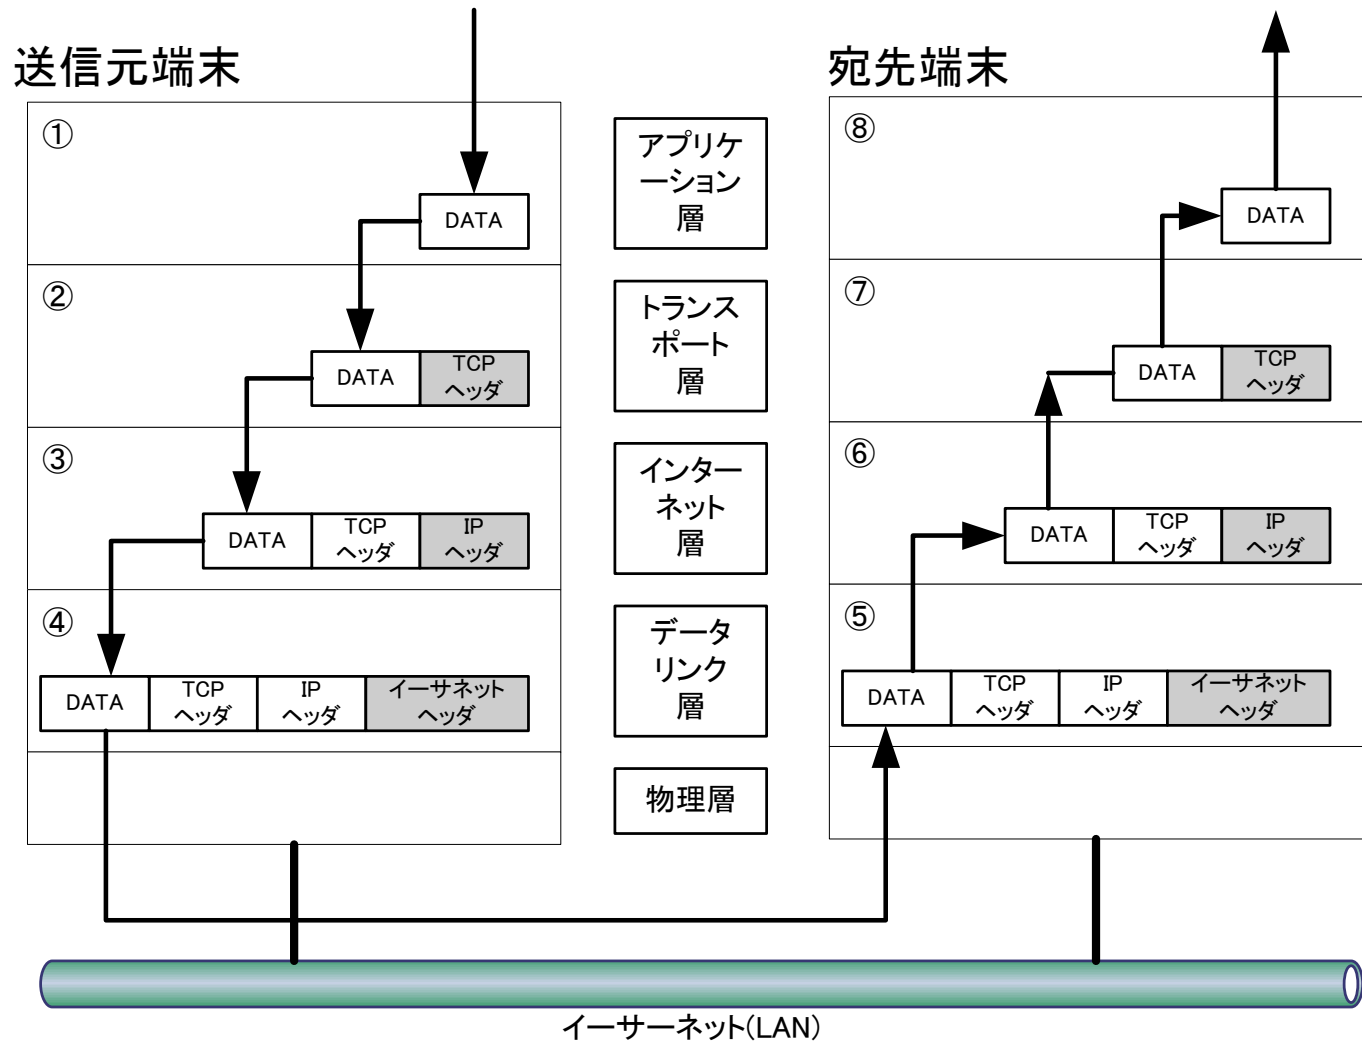 送信元端末
宛先端末
①
DATA
アプリケ
ーション
層
⑧
DATA
②
DATA
TCP
ヘッダ
トランス
ポート
層
⑦
DATA
TCP
ヘッダ
③
DATA
TCP
ヘッダ
IP
ヘッダ
インター
ネット
層
⑥
DATA
TCP
ヘッダ
IP
ヘッダ
④
DATA
TCP
ヘッダ
IP
ヘッダ
イーサネット
ヘッダ
データ
リンク
層
⑤
DATA
TCP
ヘッダ
IP
ヘッダ
イーサネット
ヘッダ
物理層
イーサーネット(LAN)